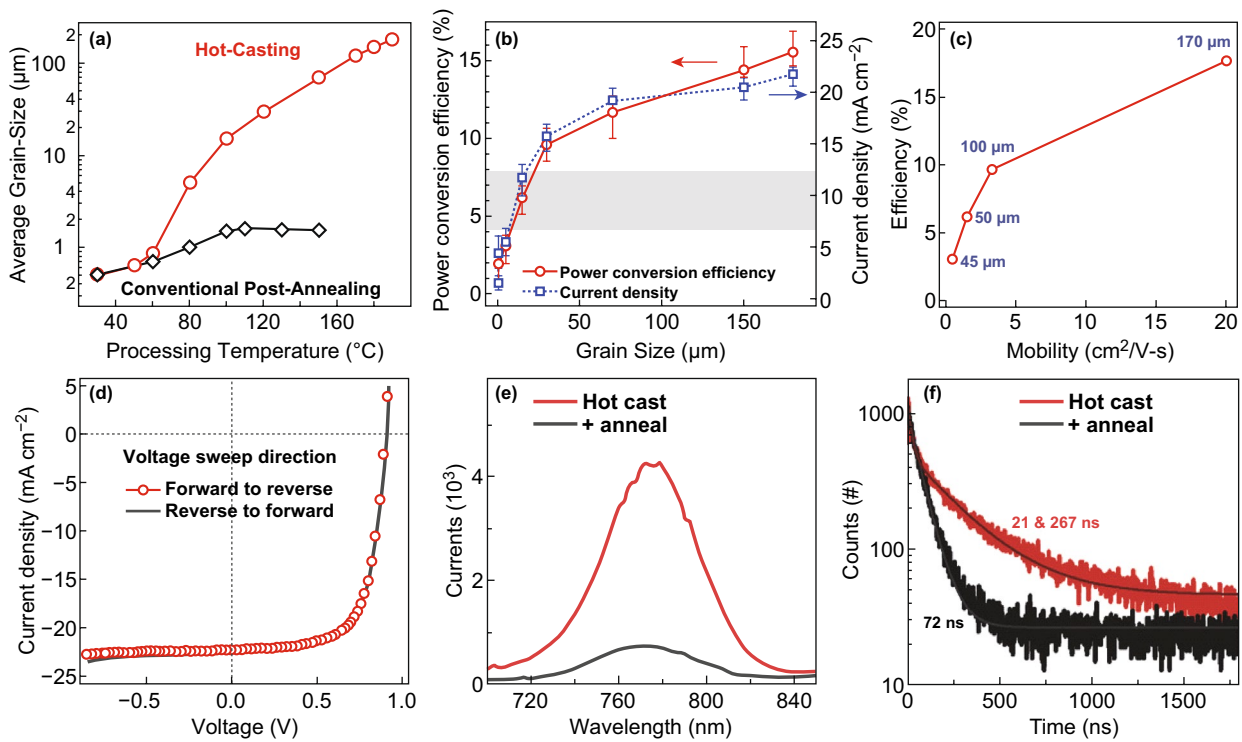 (a)
Hot-Casting
Conventional Post-Annealing
Average Grain-Size (µm)
100
4
2
10
4
2
1
4
2
40
80
120
160
Processing Temperature (°C)
(b)
Power conversion efficiency (%)
15
10
5
0
Current density (mA cm−2)
25
20
15
10
5
0
Power conversion efficiency
Current density
0
50
100
150
Grain Size (µm)
(c)
Efficiency (%)
20
15
10
5
0
170 µm
100 µm
50 µm
45 µm
0
5
10
15
20
Mobility (cm2/V-s)
(d)
Current density (mA cm−2)
5
0
−5
−10
−15
−20
−25
Voltage sweep direction
Forward to reverse
Reverse to forward
−0.5
0.0
0.5
1.0
Voltage (V)
(e)
Hot cast
+ anneal
Currents (103)
4
2
0
720
760
800
840
Wavelength (nm)
(f)
Hot cast
+ anneal
Counts (#)
1000
100
10
21 & 267 ns
72 ns
0
500
1000
1500
Time (ns)